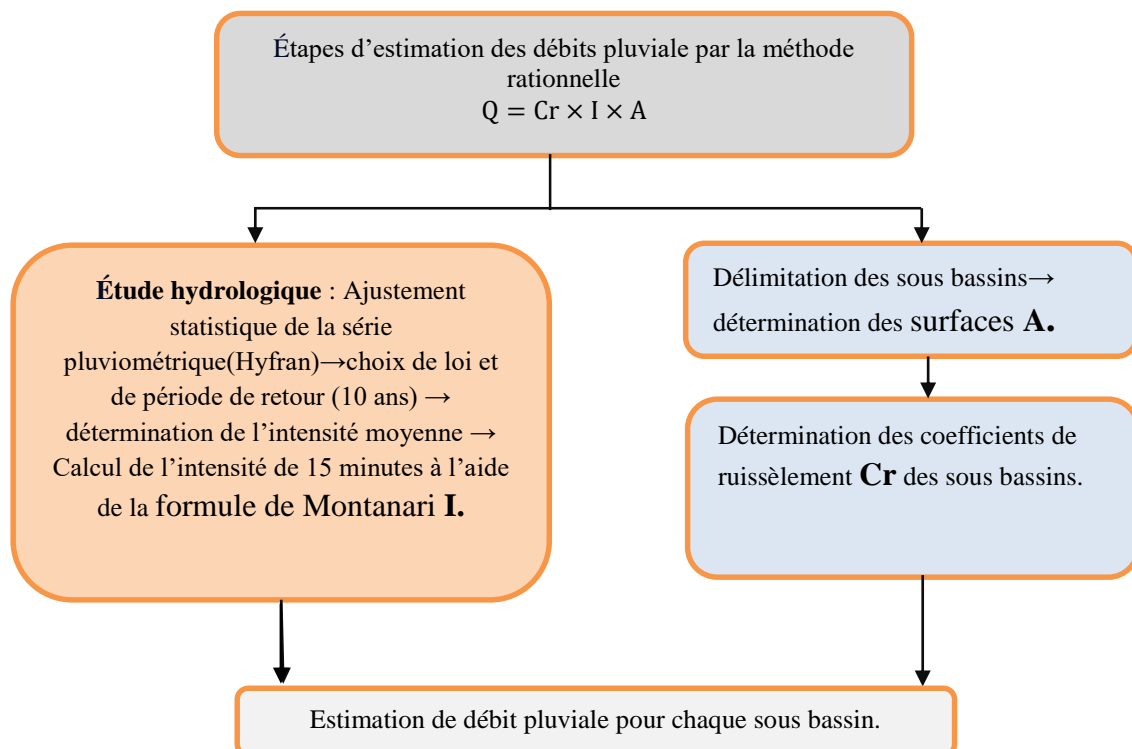 Étapes d’estimation des débits pluviale par la méthode
rationnelle
Q = Cr × I × A
Étude hydrologique : Ajustement
statistique de la série
pluviométrique(Hyfran)→choix de loi et
de période de retour (10 ans) →
détermination de l’intensité moyenne →
Calcul de l’intensité de 15 minutes à l’aide
de la formule de Montanari I.
Délimitation des sous bassins→
détermination des surfaces A.
Détermination des coefficients de
ruissèlement Cr des sous bassins.
Estimation de débit pluviale pour chaque sous bassin.